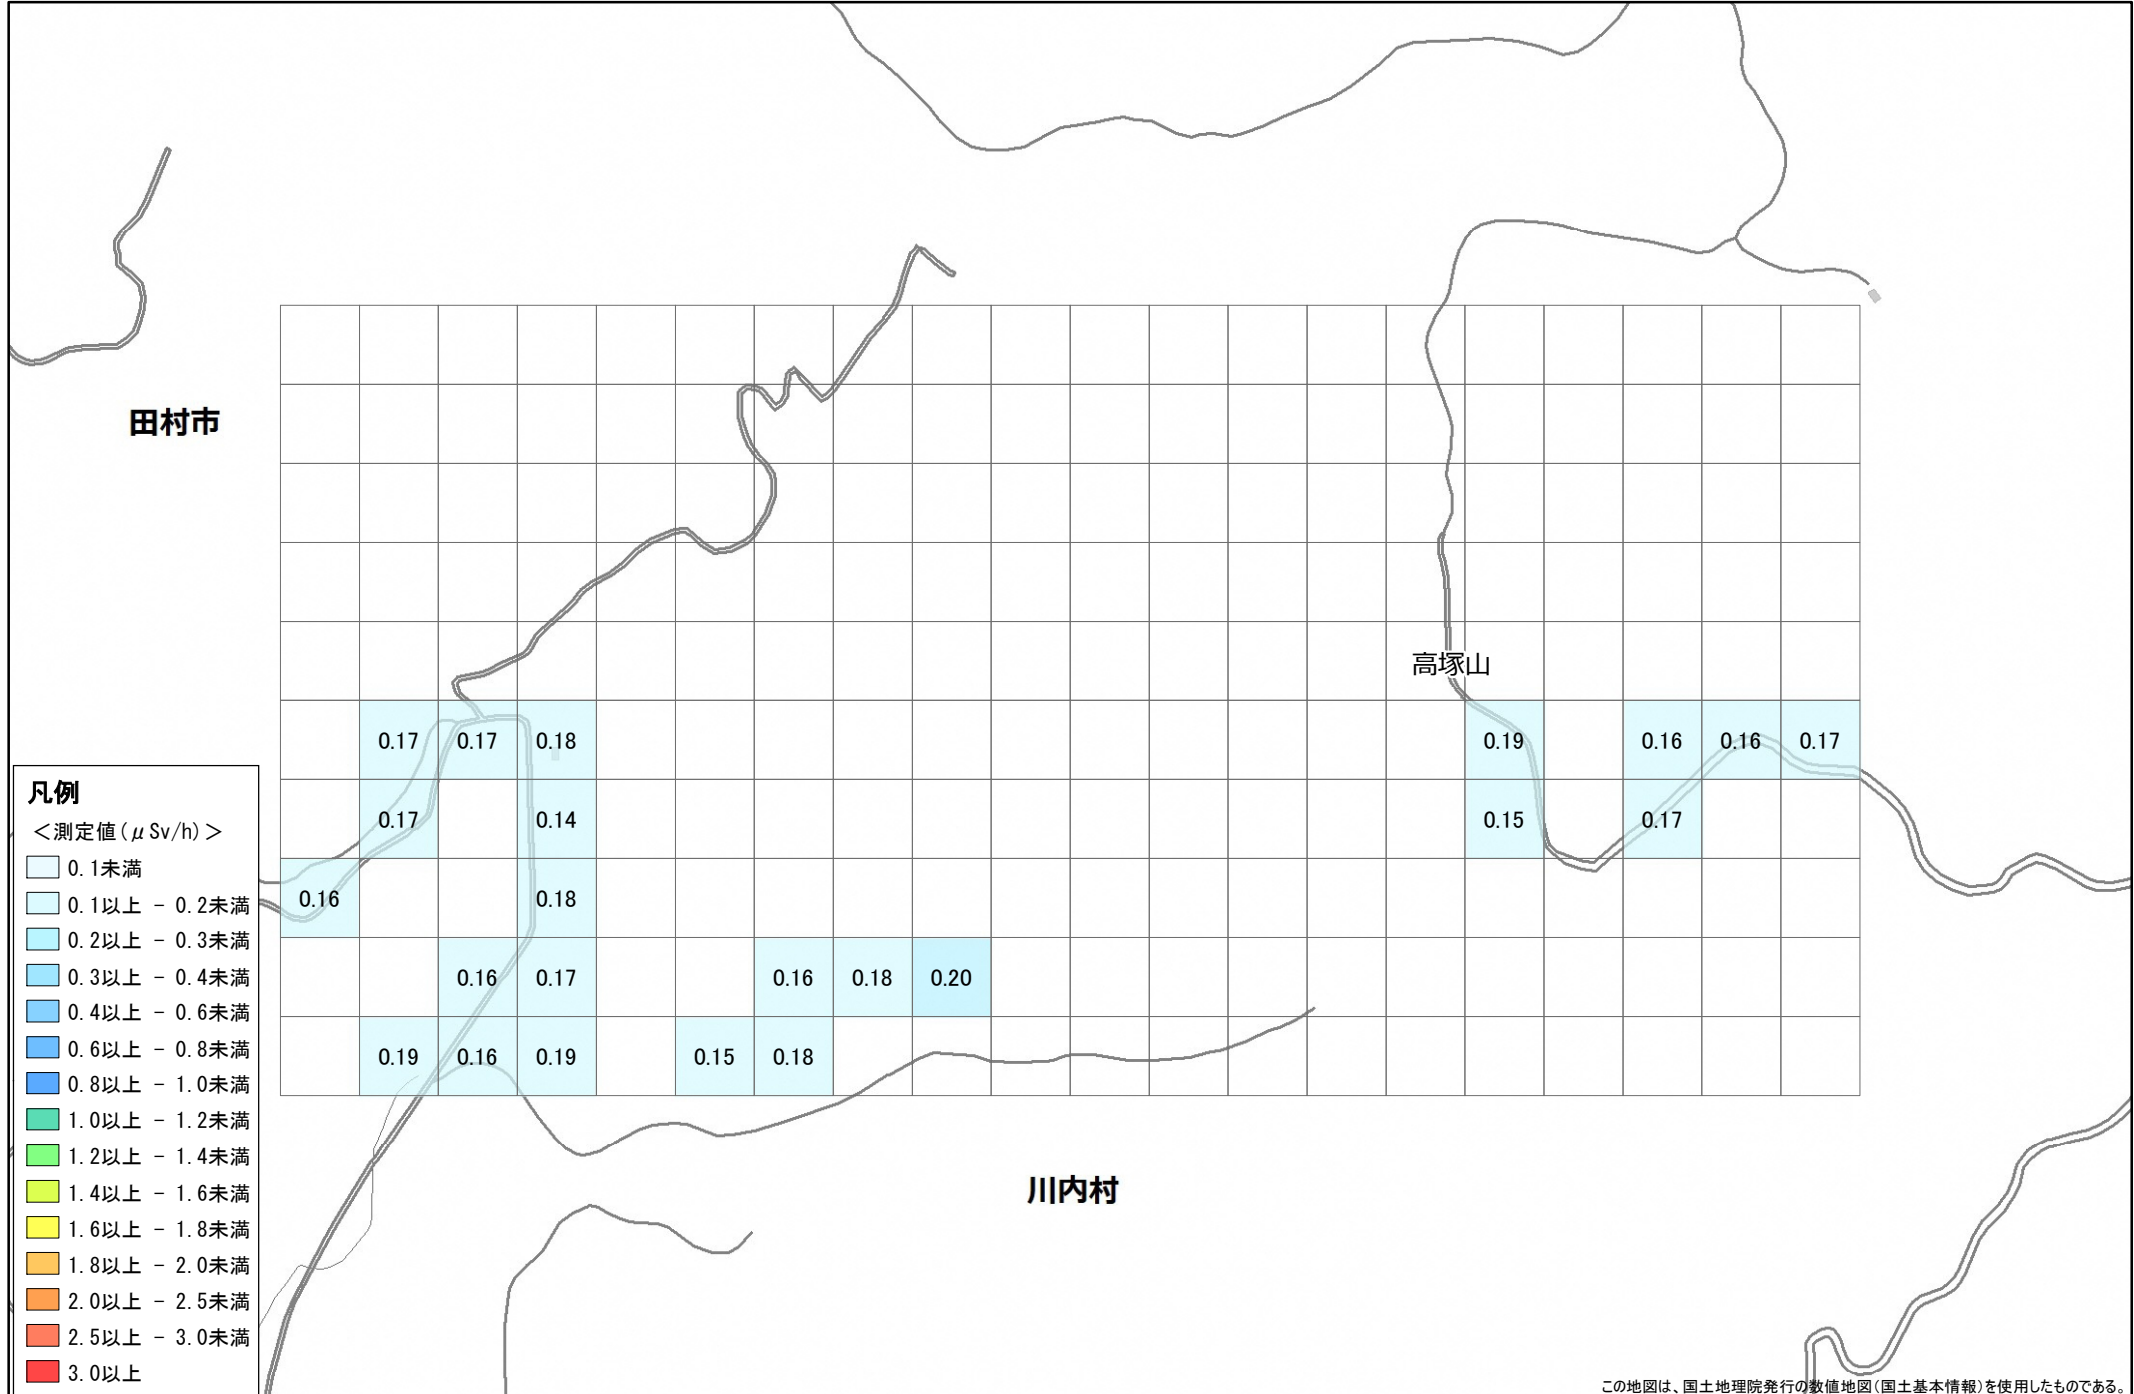 田村市
高塚山
0.17 0.17 0.18 0.19 0.16 0.16 0.17
0.17 0.14 0.15 0.17
0.16 0.18
0.16 0.17 0.16 0.18 0.20
0.19 0.16 0.19 0.15 0.18
川内村
凡例
＜測定値(μSv/h)＞
0.1未満
0.1以上 - 0.2未満
0.2以上 - 0.3未満
0.3以上 - 0.4未満
0.4以上 - 0.6未満
0.6以上 - 0.8未満
0.8以上 - 1.0未満
1.0以上 - 1.2未満
1.2以上 - 1.4未満
1.4以上 - 1.6未満
1.6以上 - 1.8未満
1.8以上 - 2.0未満
2.0以上 - 2.5未満
2.5以上 - 3.0未満
3.0以上
この地図は、国土地理院発行の数値地図(国土基本情報)を使用したものである。